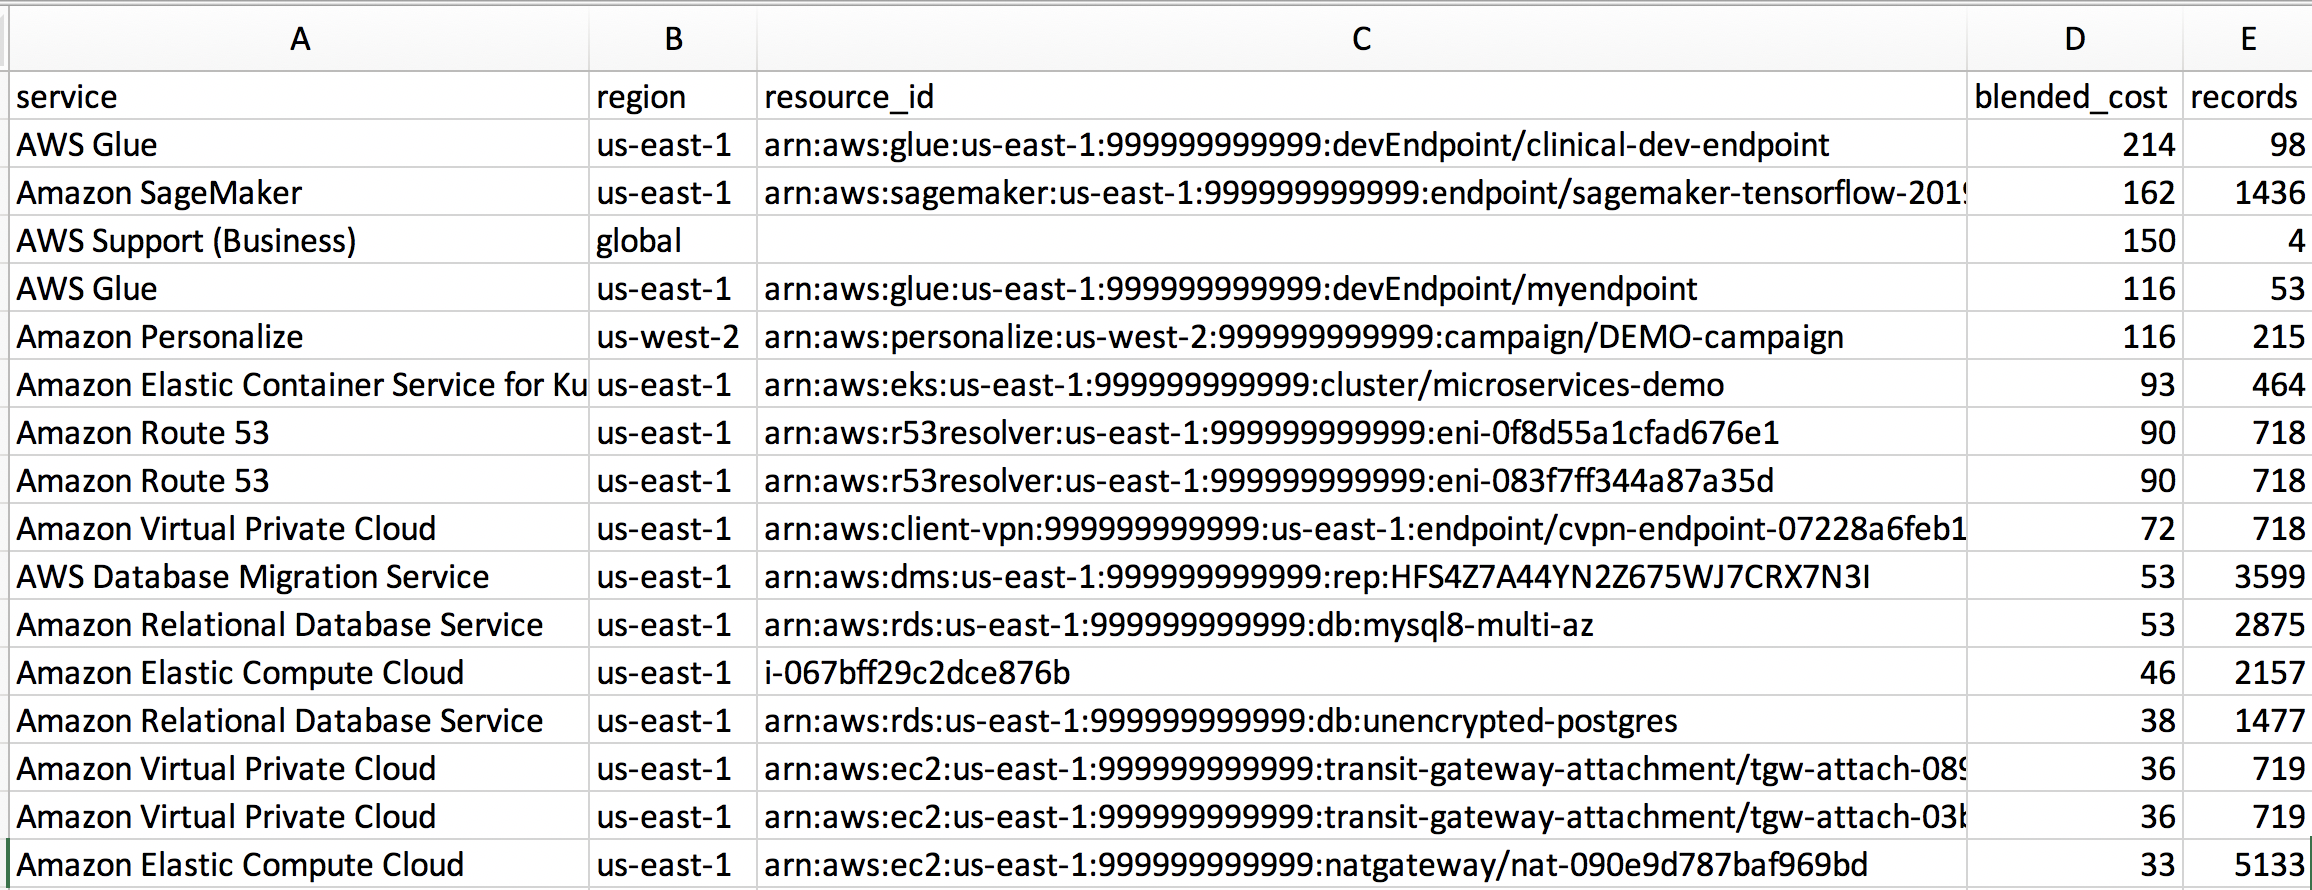 A B C D E
service region resource_id blended_cost records
AWS Glue us-east-1 arn:aws:glue:us-east-1:999999999999:devEndpoint/clinical-dev-endpoint 214 98
Amazon SageMaker us-east-1 arn:aws:sagemaker:us-east-1:999999999999:endpoint/sagemaker-tensorflow-201 162 1436
AWS Support (Business) global 150 4
AWS Glue us-east-1 arn:aws:glue:us-east-1:999999999999:devEndpoint/myendpoint 116 53
Amazon Personalize us-west-2 arn:aws:personalize:us-west-2:999999999999:campaign/DEMO-campaign 116 215
Amazon Elastic Container Service for Ku us-east-1 arn:aws:eks:us-east-1:999999999999:cluster/microservices-demo 93 464
Amazon Route 53 us-east-1 arn:aws:r53resolver:us-east-1:999999999999:eni-0f8d55a1cfad676e1 90 718
Amazon Route 53 us-east-1 arn:aws:r53resolver:us-east-1:999999999999:eni-083f7ff344a87a35d 90 718
Amazon Virtual Private Cloud us-east-1 arn:aws:client-vpn:999999999999:us-east-1:endpoint/cvpn-endpoint-07228a6feb1 72 718
AWS Database Migration Service us-east-1 arn:aws:dms:us-east-1:999999999999:rep:HFS4Z7A44YN2Z675WJ7CRX7N3I 53 3599
Amazon Relational Database Service us-east-1 arn:aws:rds:us-east-1:999999999999:db:mysql8-multi-az 53 2875
Amazon Elastic Compute Cloud us-east-1 i-067bff29c2dce876b 46 2157
Amazon Relational Database Service us-east-1 arn:aws:rds:us-east-1:999999999999:db:unencrypted-postgres 38 1477
Amazon Virtual Private Cloud us-east-1 arn:aws:ec2:us-east-1:999999999999:transit-gateway-attachment/tgw-attach-089 36 719
Amazon Virtual Private Cloud us-east-1 arn:aws:ec2:us-east-1:999999999999:transit-gateway-attachment/tgw-attach-03b 36 719
Amazon Elastic Compute Cloud us-east-1 arn:aws:ec2:us-east-1:999999999999:natgateway/nat-090e9d787baf969bd 33 5133